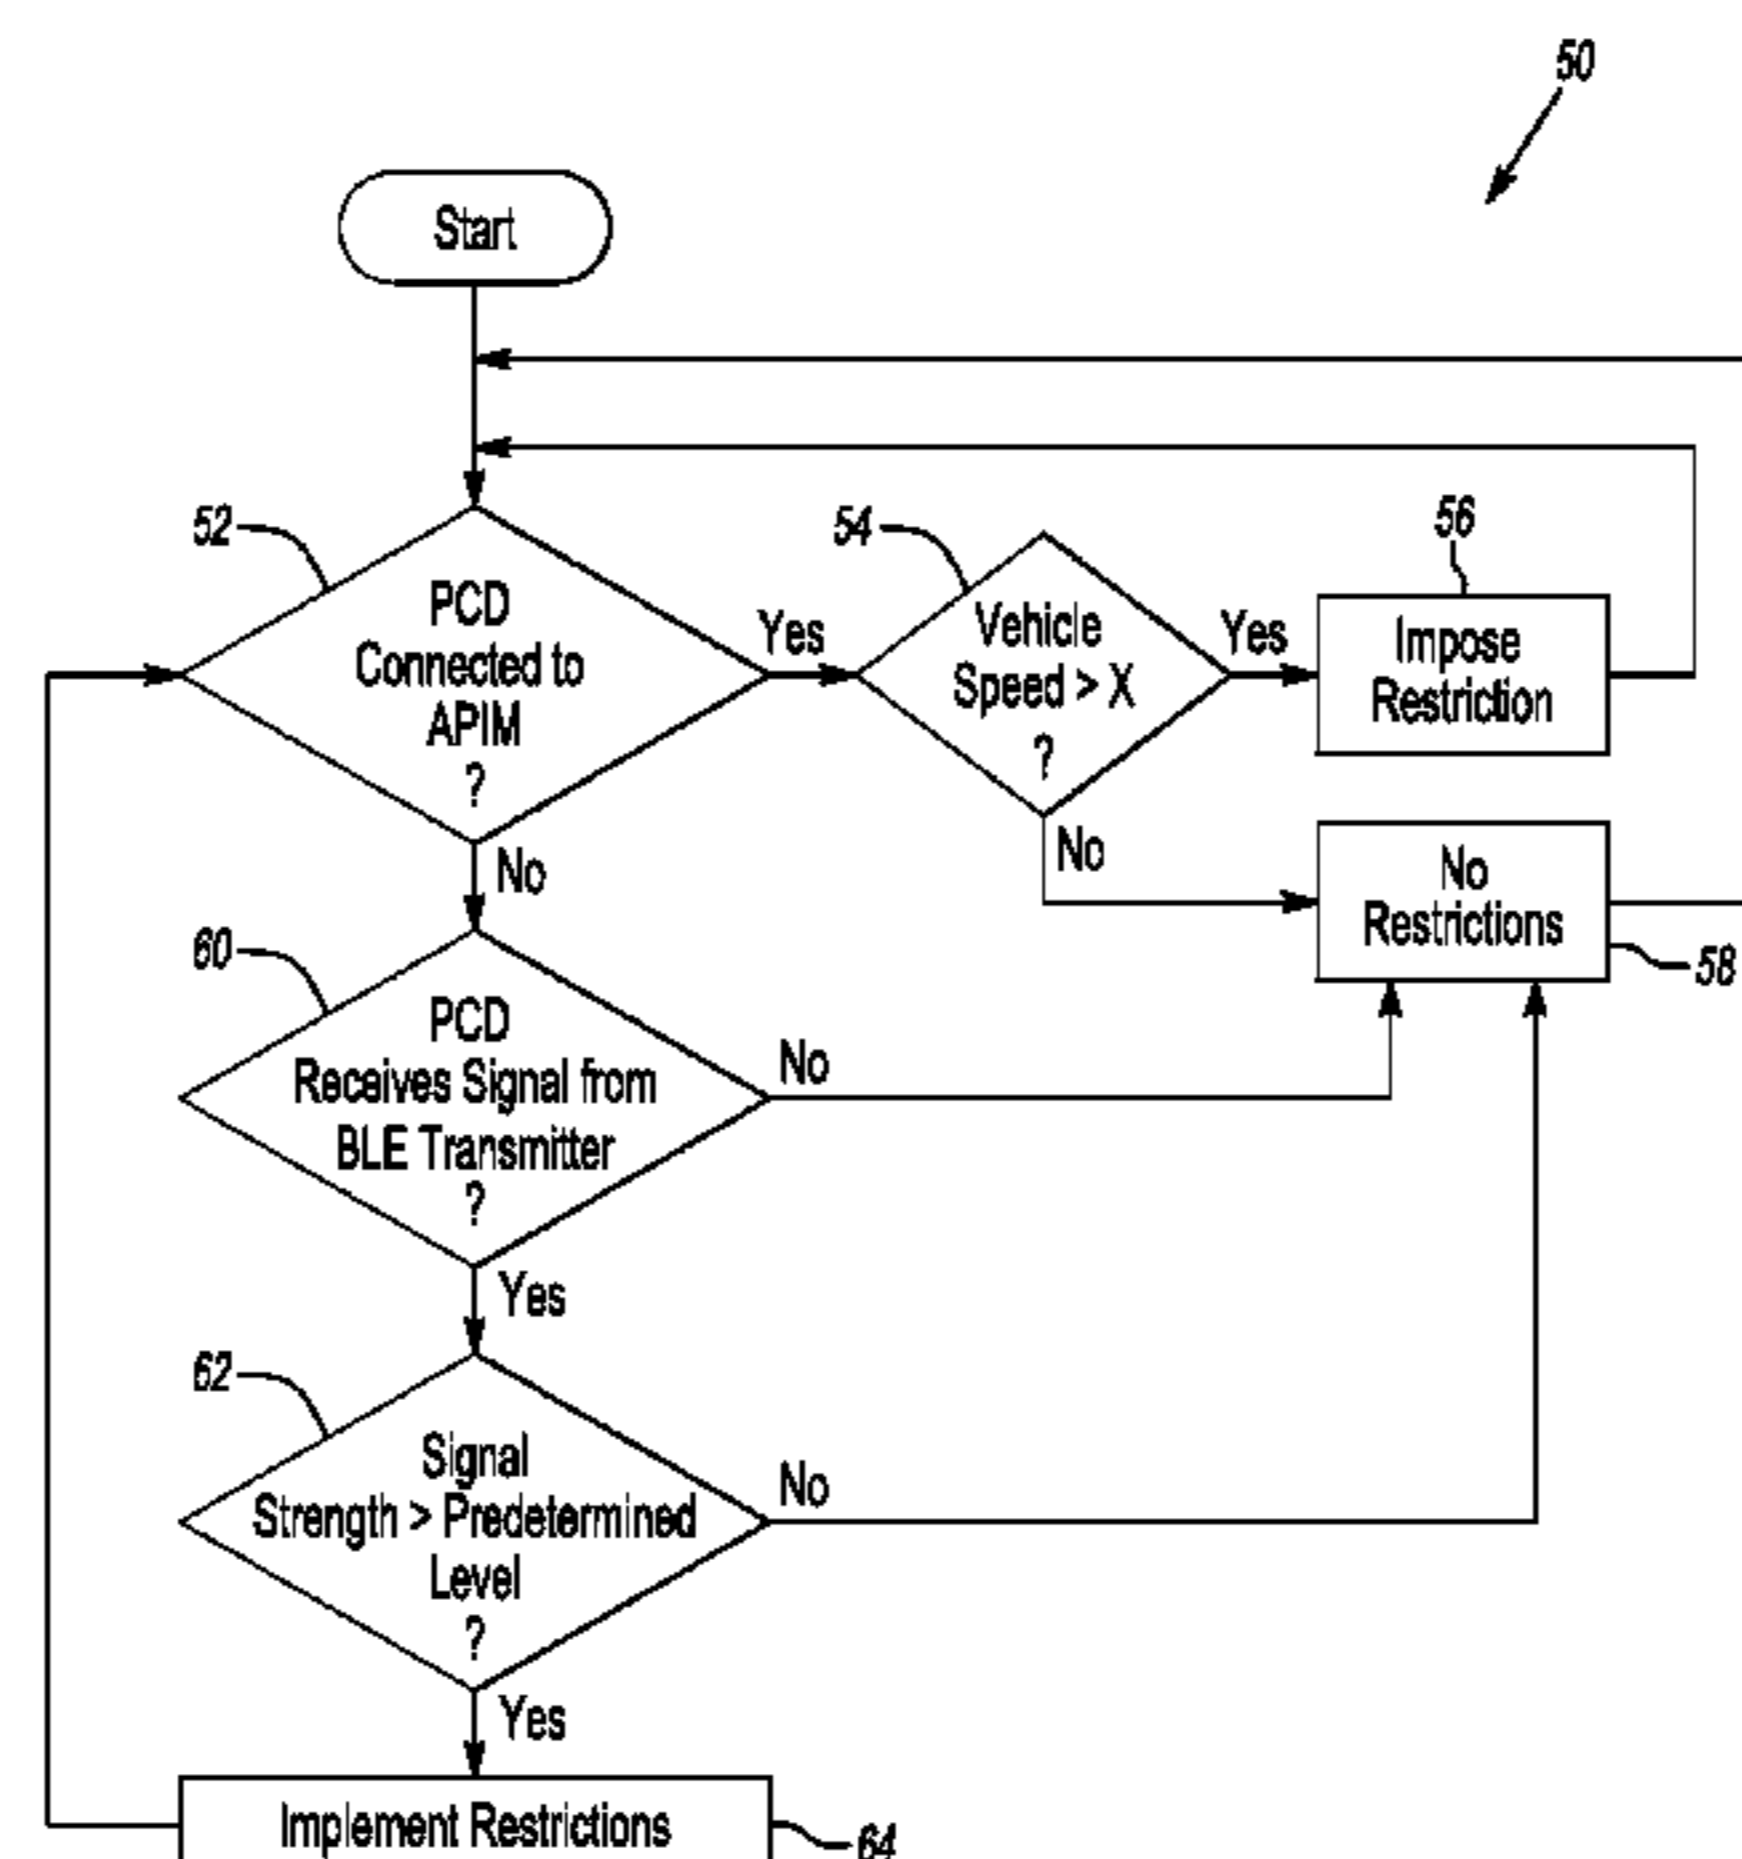 50
Start
52
PCD
Connected to
APIM
?
Yes
54
Vehicle
Speed > X
?
Yes
56
Impose
Restriction
No
No
No
Restrictions
58
60
PCD
Receives Signal from
BLE Transmitter
?
No
Yes
62
Signal
Strength > Predetermined
Level
?
No
Yes
Implement Restrictions
64